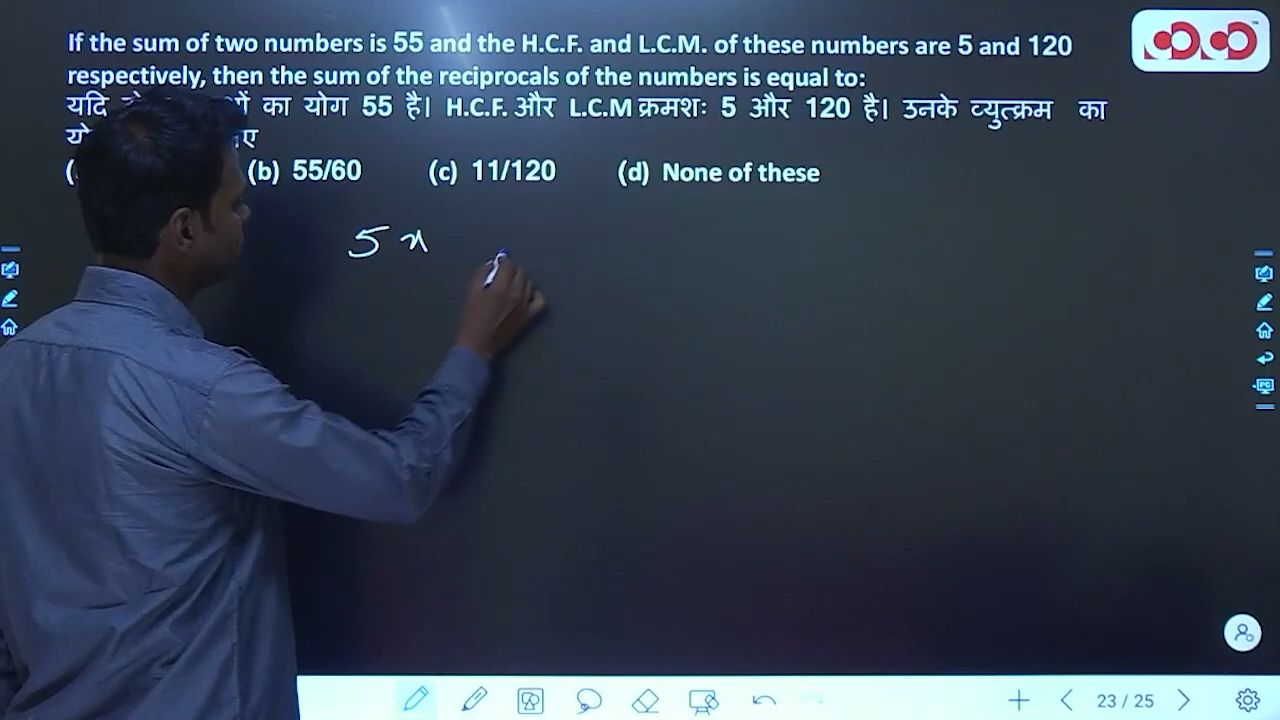 If the sum of two numbers is 55 and the H.C.F. and L.C.M. of these numbers are 5 and 120
respectively, then the sum of the reciprocals of the numbers is equal to:
यदि का योग 55 है। H.C.F. और L.C.M क्रमशः 5 और 120 है। उनके व्युत्क्रम का
(b) 55/60 (c) 11/120 (d) None of these
5 x
PC
23 / 25